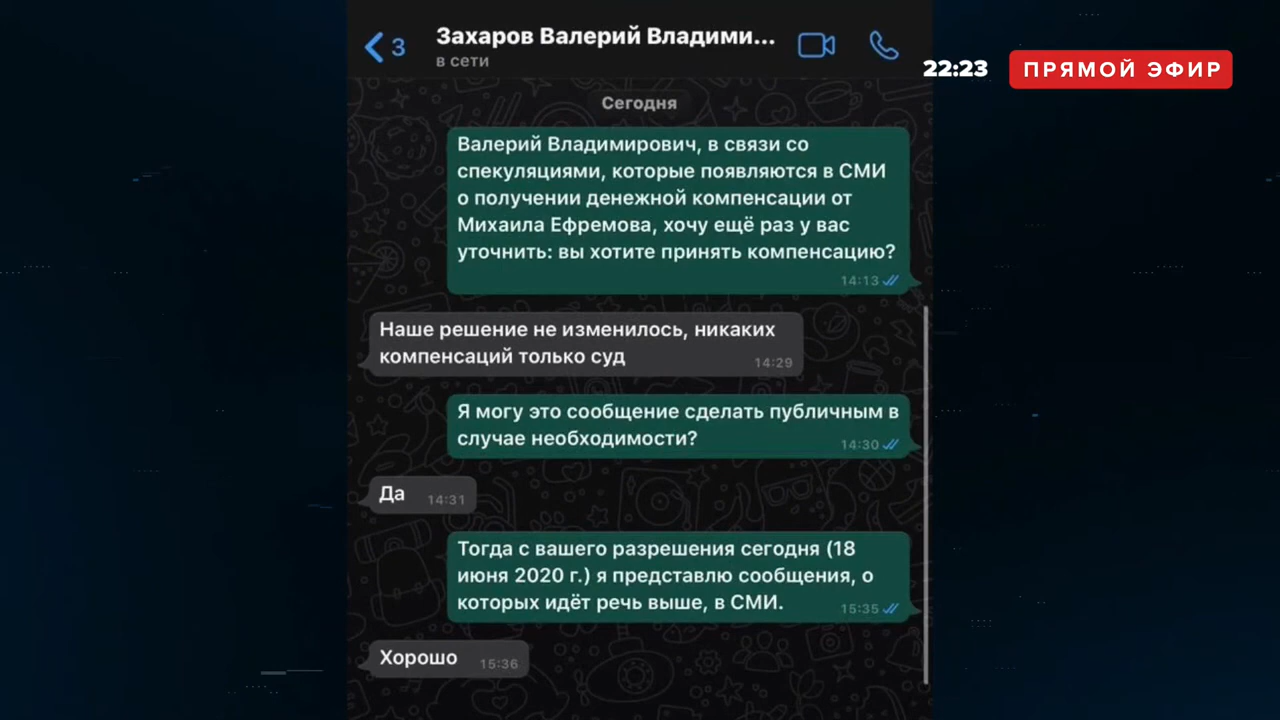 3
Захаров Валерий Владими...
в сети
22:23
ПРЯМОЙ ЭФИР
Сегодня
Валерий Владимирович, в связи со
спекуляциями, которые появляются в СМИ
о получении денежной компенсации от
Михаила Ефремова, хочу ещё раз у вас
уточнить: вы хотите принять компенсацию?
14:13
Наше решение не изменилось, никаких
компенсаций только суд
14:29
Я могу это сообщение сделать публичным в
случае необходимости?
14:30
Да
14:31
Тогда с вашего разрешения сегодня (18
июня 2020 г.) я представлю сообщения, о
которых идёт речь выше, в СМИ.
15:35
Хорошо
15:36